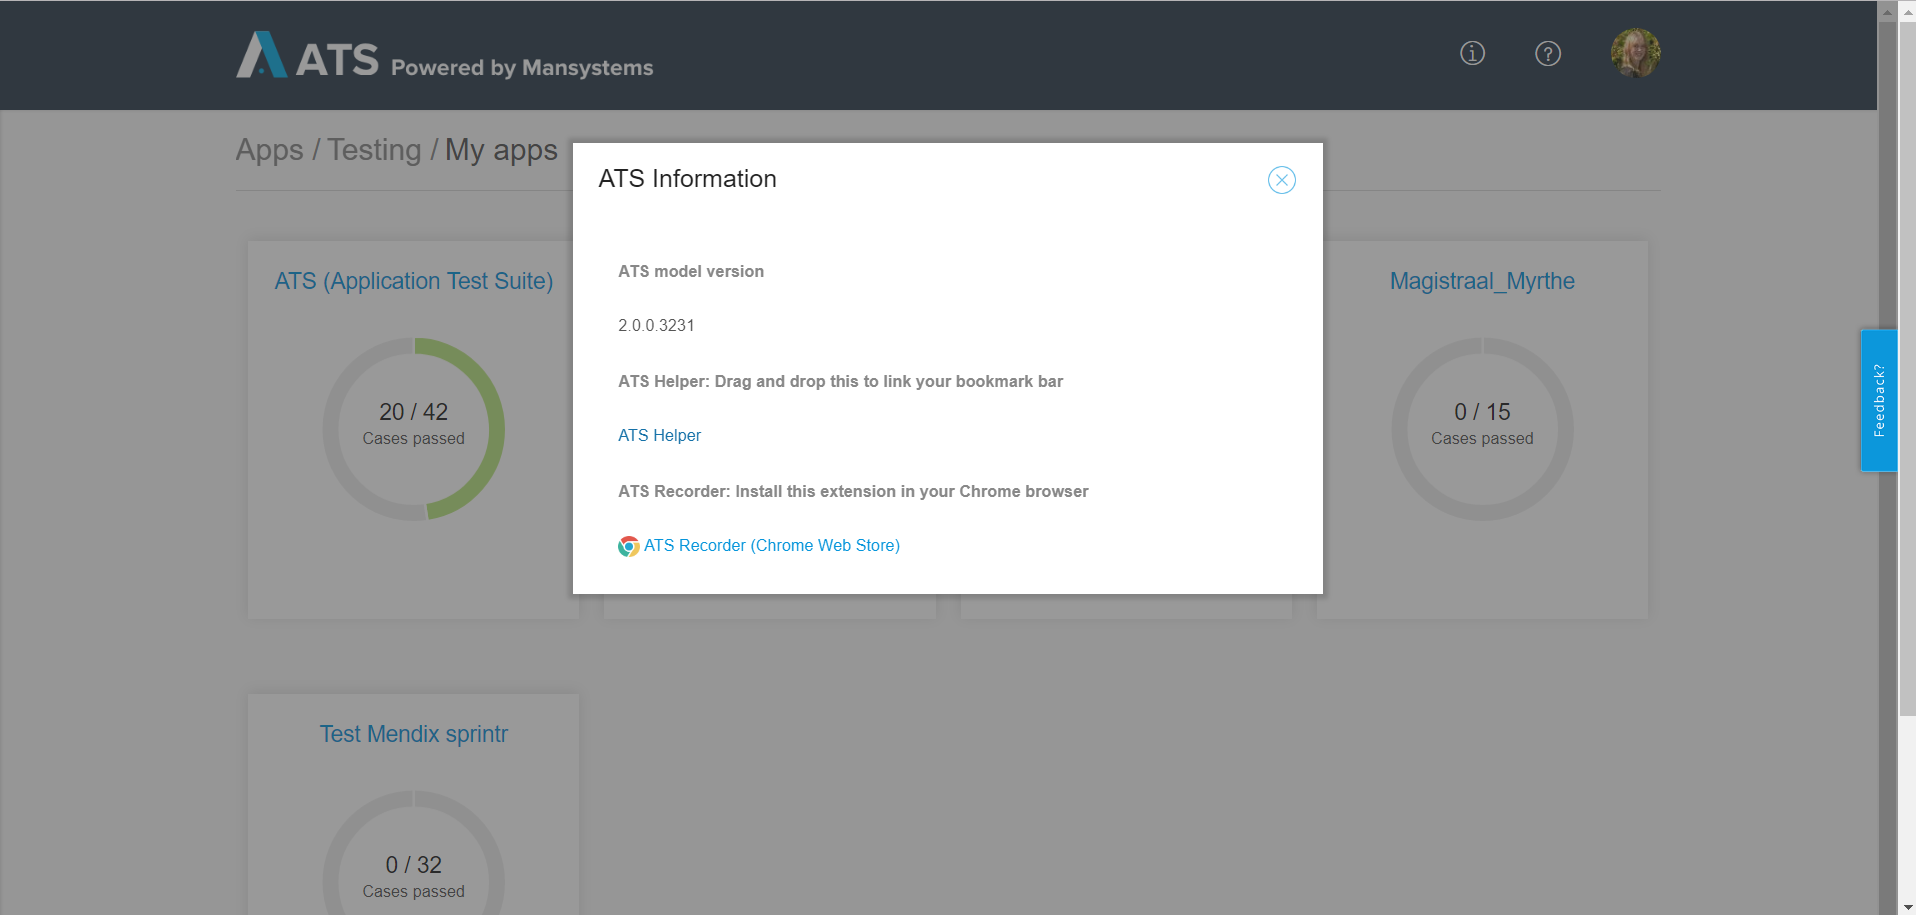 ATS Powered by Mansystems
Apps / Testing / My apps
ATS Information
ATS model version
2.0.0.3231
ATS Helper: Drag and drop this to link your bookmark bar
ATS Helper
ATS Recorder: Install this extension in your Chrome browser
ATS Recorder (Chrome Web Store)
ATS (Application Test Suite)
20 / 42
Cases passed
Magistraal_Myrthe
0 / 15
Cases passed
Feedback?
Test Mendix sprintr
0 / 32
Cases passed